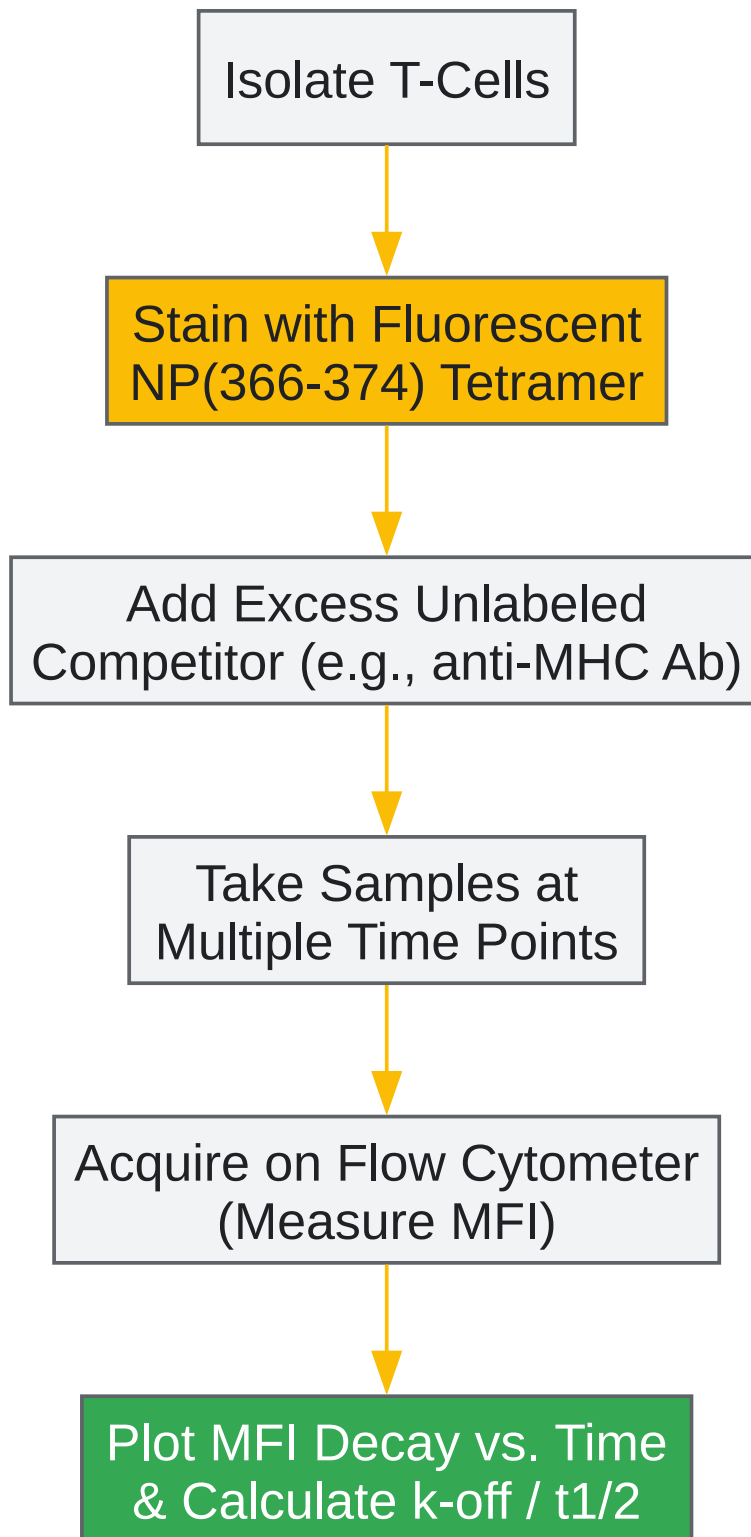 Isolate T-Cells
Stain with Fluorescent
NP(366-374) Tetramer
Add Excess Unlabeled
Competitor (e.g., anti-MHC Ab)
Take Samples at
Multiple Time Points
Acquire on Flow Cytometer
(Measure MFI)
Plot MFI Decay vs. Time
& Calculate k-off / t1/2